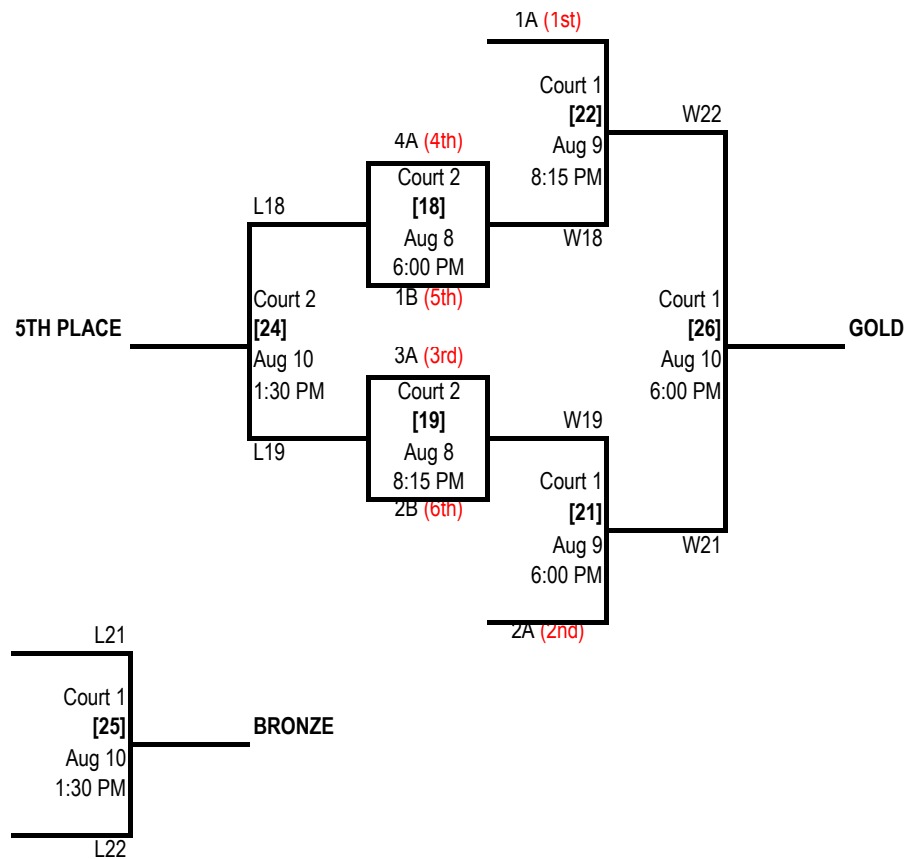 1A (1st)
Court 1
[22]
Aug 9
8:15 PM
W22
4A (4th)
Court 2
[18]
Aug 8
6:00 PM
1B (5th)
L18
W18
Court 2
[24]
Aug 10
1:30 PM
5TH PLACE
Court 1
[26]
Aug 10
6:00 PM
GOLD
3A (3rd)
Court 2
[19]
Aug 8
8:15 PM
2B (6th)
L19
W19
Court 1
[21]
Aug 9
6:00 PM
W21
2A (2nd)
L21
Court 1
[25]
Aug 10
1:30 PM
BRONZE
L22